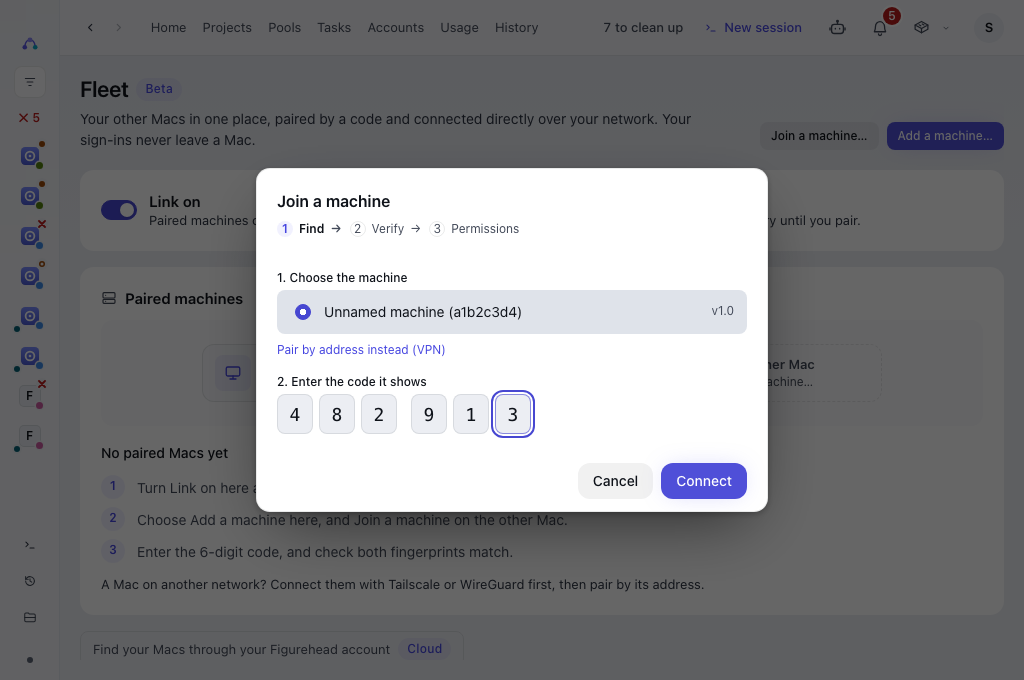 Home Projects Pools Tasks Accounts Usage History 7 to clean up New session 5 S
Fleet Beta
Your other Macs in one place, paired by a code and connected directly over your network. Your
sign-ins never leave a Mac.
Join a machine... Add a machine...
5
Link on
Paired machines
y until you pair.
Paired machines
Join a machine
1 Find → 2 Verify → 3 Permissions
1. Choose the machine
Unnamed machine (a1b2c3d4) v1.0
Pair by address instead (VPN)
2. Enter the code it shows
4 8 2 9 1 3
Cancel Connect
her Mac
achine...
F
F
No paired Macs yet
1 Turn Link on here
2 Choose Add a machine here, and Join a machine on the other Mac.
3 Enter the 6-digit code, and check both fingerprints match.
A Mac on another network? Connect them with Tailscale or WireGuard first, then pair by its address.
Find your Macs through your Figurehead account Cloud